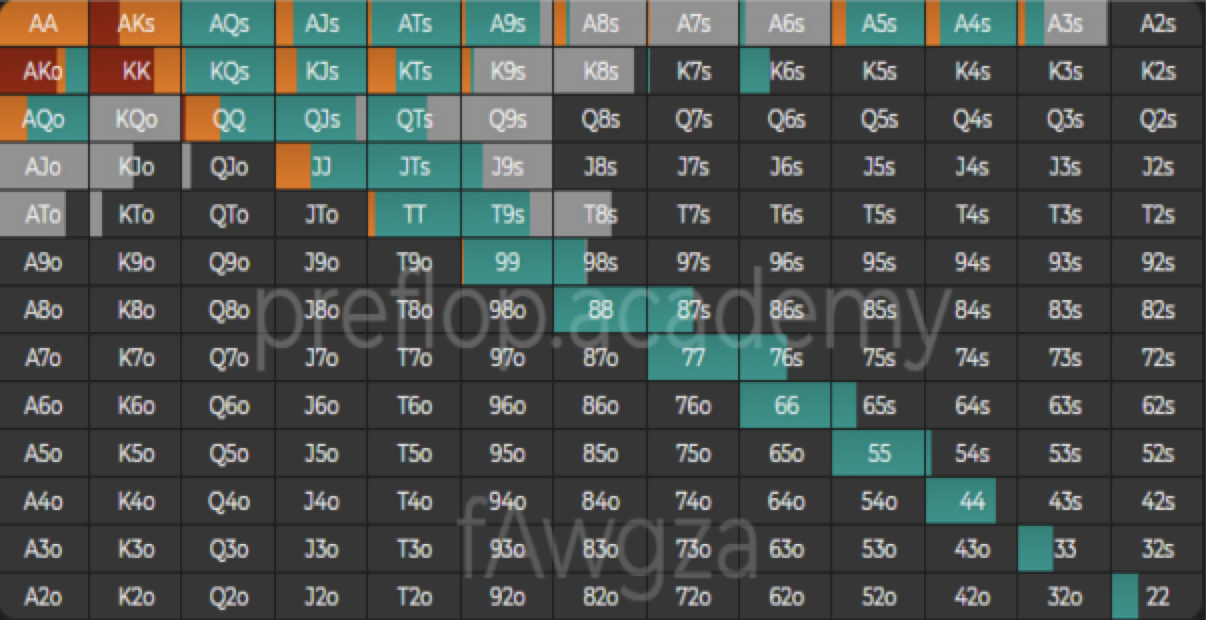 AA AKs AQs AJs ATs A9s A8s A7s A6s A5s A4s A3s A2s
AKo KK KQs KJs KTs K9s K8s K7s K6s K5s K4s K3s K2s
AQo KQo QQ QJs QTs Q9s Q8s Q7s Q6s Q5s Q4s Q3s Q2s
AJo KJo QJo JJ JTs J9s J8s J7s J6s J5s J4s J3s J2s
ATo KTo QTo JTo TT T9s T8s T7s T6s T5s T4s T3s T2s
A9o K9o Q9o J9o T9o 99 98s 97s 96s 95s 94s 93s 92s
A8o K8o Q8o J8o T8o 98o 88 87s 86s 85s 84s 83s 82s
preflop.academy
A7o K7o Q7o J7o T7o 97o 87o 77 76s 75s 74s 73s 72s
A6o K6o Q6o J6o T6o 96o 86o 76o 66 65s 64s 63s 62s
A5o K5o Q5o J5o T5o 95o 85o 75o 65o 55 54s 53s 52s
A4o K4o Q4o J4o T4o 94o 84o 74o 64o 54o 44 43s 42s
fAwgza
A3o K3o Q3o J3o T3o 93o 83o 73o 63o 53o 43o 33 32s
A2o K2o Q2o J2o T2o 92o 82o 72o 62o 52o 42o 32o 22